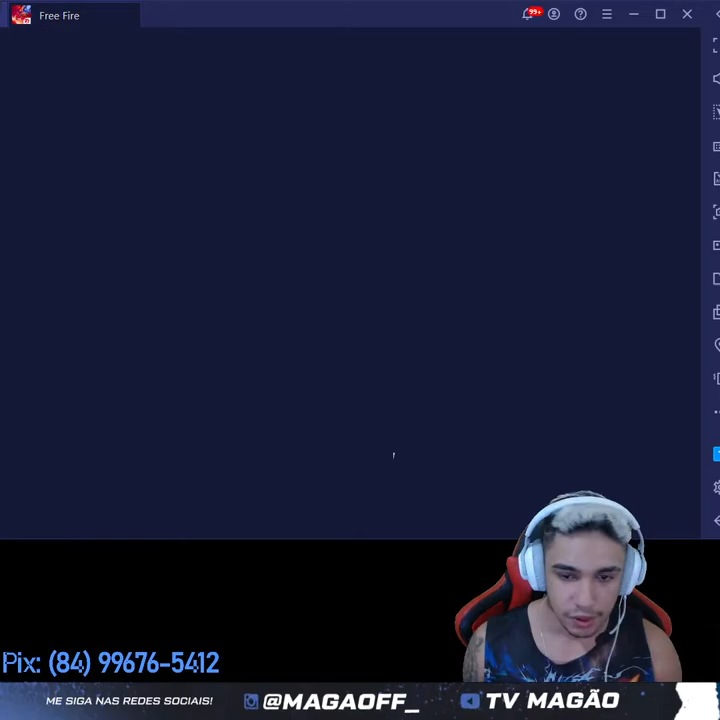 Free Fire
99+
Pix: (84) 99676-5412
ME SIGA NAS REDES SOCIAIS!
@MAGAOFF_
TV MAGÃO